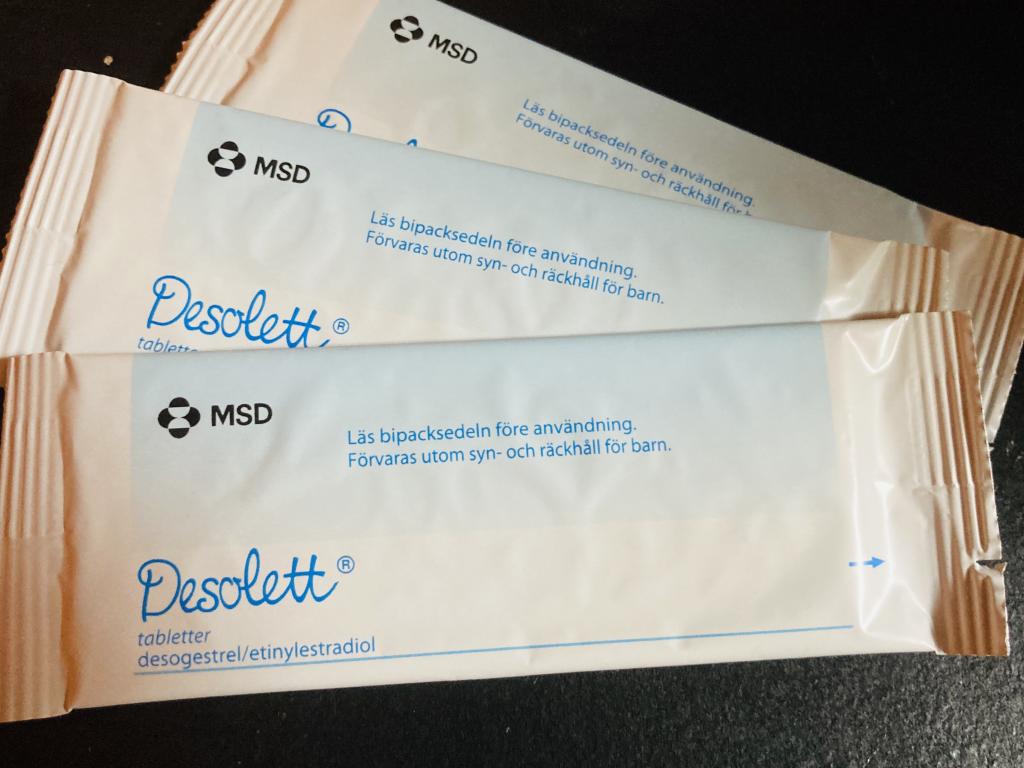 MSD
Läs bipacksedeln före användning.
Förvaras utom syn- och räckhåll för
MSD
Läs bipacksedeln före användning.
Förvaras utom syn- och räckhåll för barn.
Desolett®
tablette
MSD
Läs bipacksedeln före användning.
Förvaras utom syn- och räckhåll för barn.
Desolett®
tabletter
desogestrel/etinylestradiol